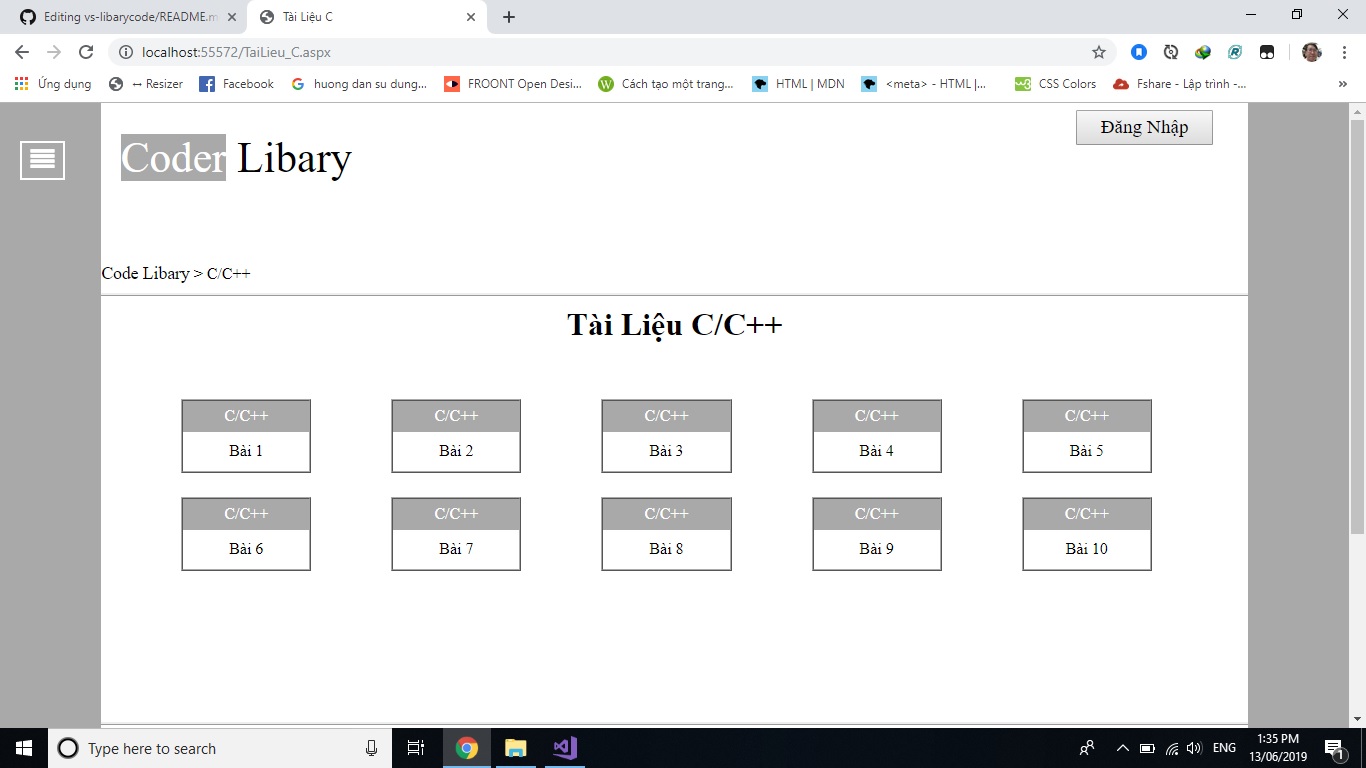 Editing vs-libarycode/README.m
Tài Liệu C
localhost:55572/TaiLieu_C.aspx
Ứng dụng
↔ Resizer
Facebook
huong dan su dung...
FROONT Open Desi...
Cách tạo một trang...
HTML | MDN
<meta> - HTML |...
CSS Colors
Fshare - Lập trình -...
»
Đăng Nhập
Coder Libary
Code Libary > C/C++
Tài Liệu C/C++
C/C++ C/C++ C/C++ C/C++ C/C++
Bài 1 Bài 2 Bài 3 Bài 4 Bài 5
C/C++ C/C++ C/C++ C/C++ C/C++
Bài 6 Bài 7 Bài 8 Bài 9 Bài 10
Type here to search
ENG
1:35 PM
13/06/2019
1